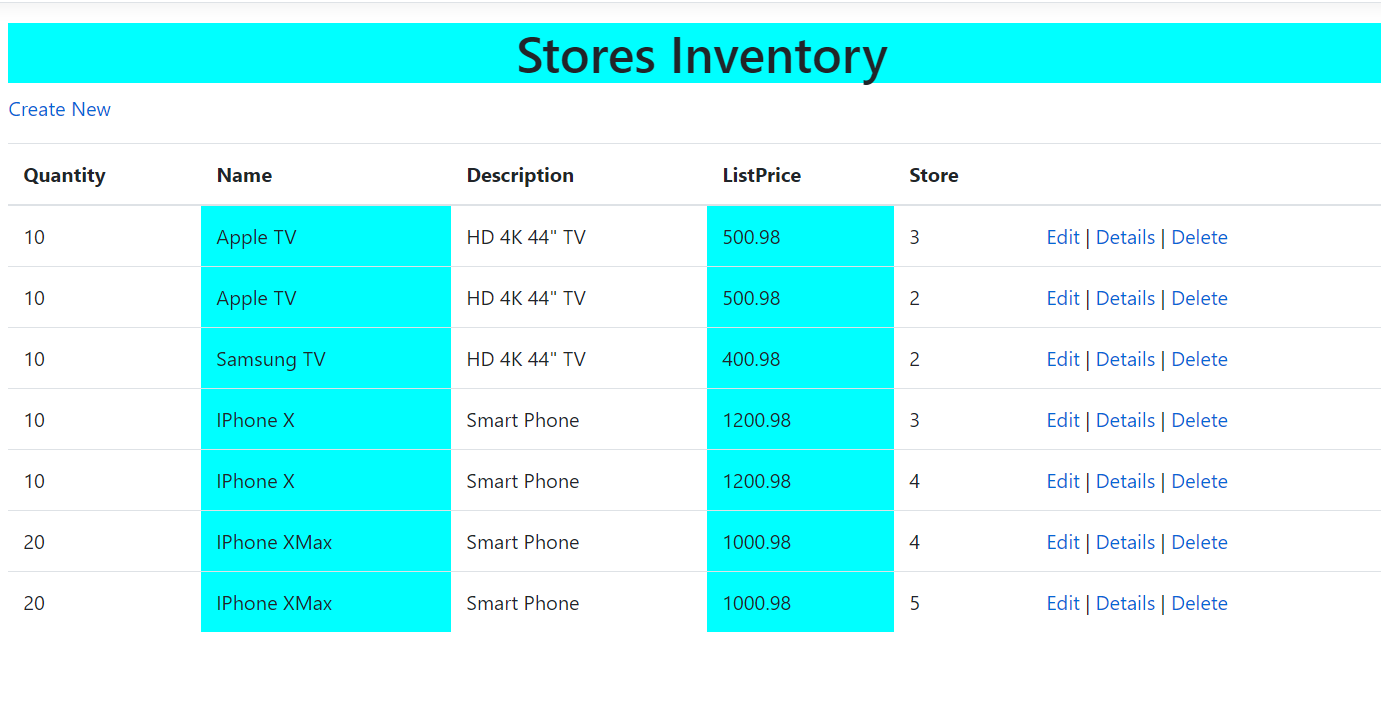 Stores Inventory
Create New
Quantity Name Description ListPrice Store
10 Apple TV HD 4K 44" TV 500.98 3 Edit | Details | Delete
10 Apple TV HD 4K 44" TV 500.98 2 Edit | Details | Delete
10 Samsung TV HD 4K 44" TV 400.98 2 Edit | Details | Delete
10 IPhone X Smart Phone 1200.98 3 Edit | Details | Delete
10 IPhone X Smart Phone 1200.98 4 Edit | Details | Delete
20 IPhone XMax Smart Phone 1000.98 4 Edit | Details | Delete
20 IPhone XMax Smart Phone 1000.98 5 Edit | Details | Delete